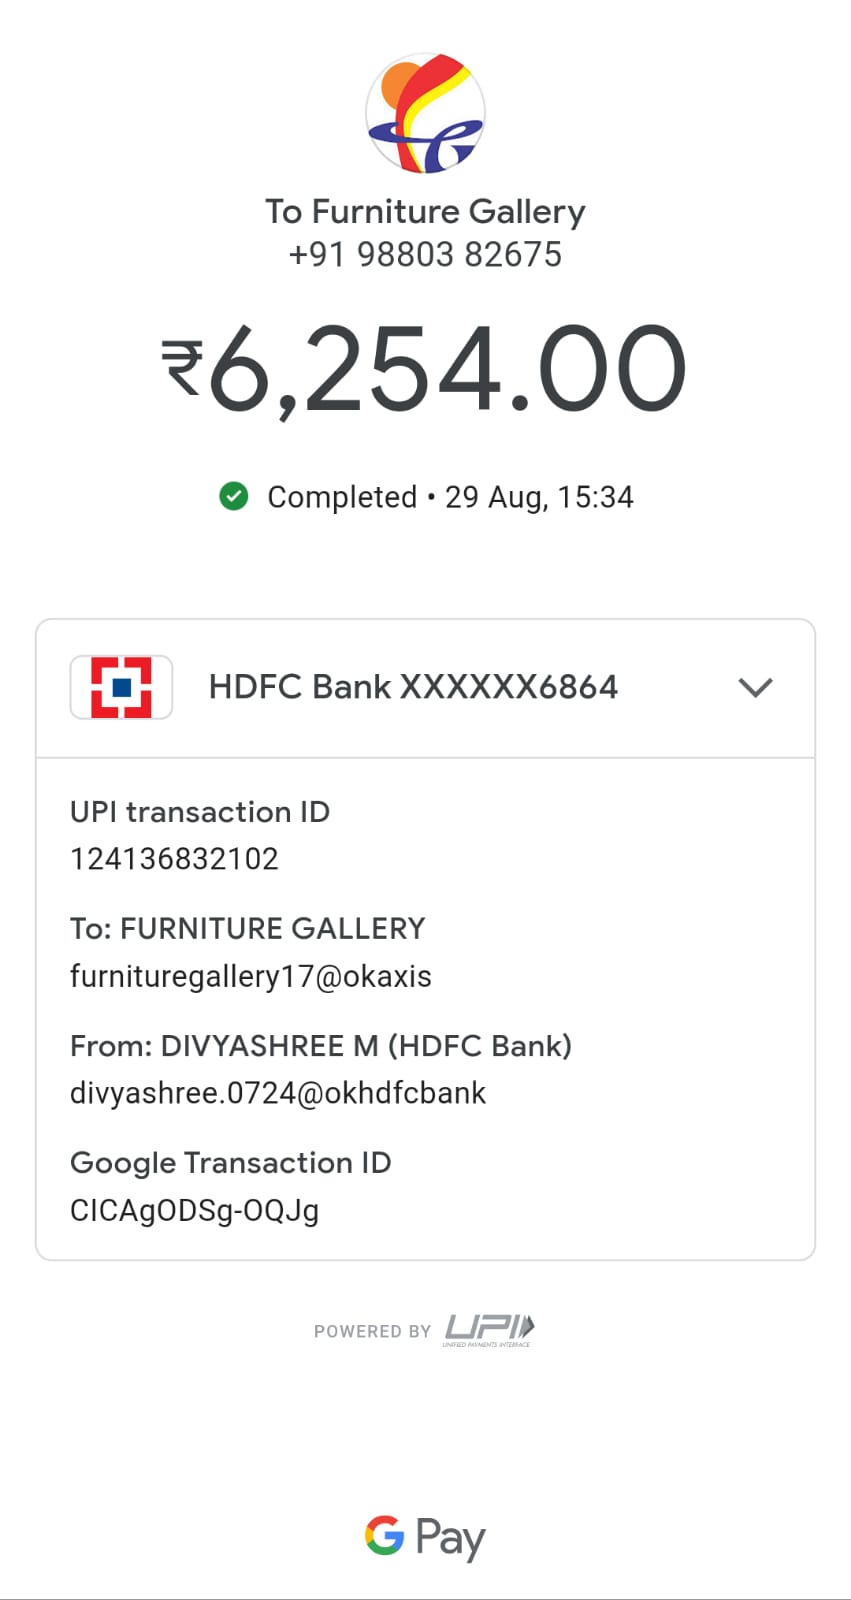 To Furniture Gallery
+91 98803 82675
₹6,254.00
Completed • 29 Aug, 15:34
HDFC Bank XXXXXX6864
UPI transaction ID
124136832102
To: FURNITURE GALLERY
furnituregallery17@okaxis
From: DIVYASHREE M (HDFC Bank)
divyashree.0724@okhdfcbank
Google Transaction ID
CICAgODSg-OQJg
POWERED BY UPI
UNIFIED PAYMENTS INTERFACE
G Pay